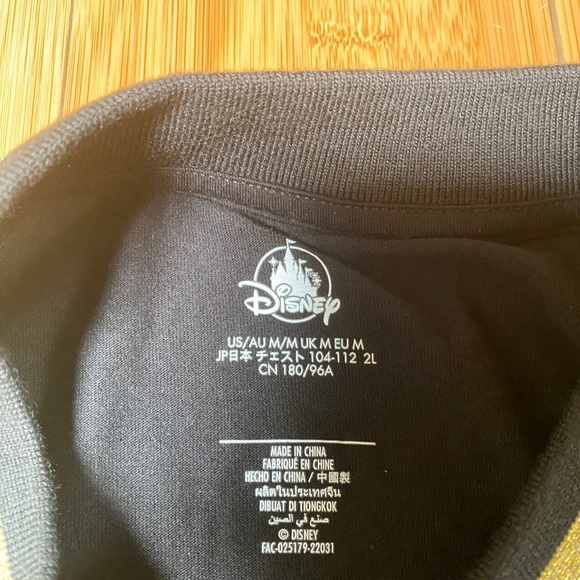 Disney
US/AU M/M UK M EU M
JP日本 チェスト 104-112 2L
CN 180/96A
MADE IN CHINA
FABRIQUÉ EN CHINE
HECHO EN CHINA / 中國製
ผลิตในประเทศจีน
DIBUAT DI TIONGKOK
صنع في الصين
© DISNEY
FAC-025179-22031